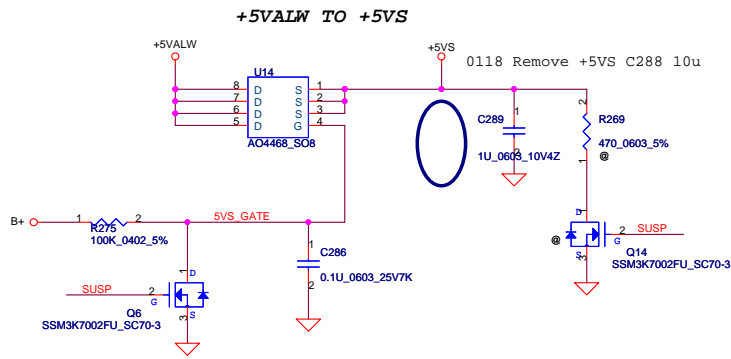 +5VALW TO +5VS
+5VALW
+5VS
0118 Remove +5VS C288 10u
U14
8 D S 1
7 D S 2
6 D S 3
5 D G 4
AO4468_SO8
C289
1
2
1U_0603_10V4Z
2
R269
470_0603_5%
1
@
B+
1
2
R275
100K_0402_5%
5VS_GATE
1
C286
0.1U_0603_25V7K
2
SUSP
2
G
1
D
S
3
Q6
SSM3K7002FU_SC70-3
@
1
D
S
3
2
G
SUSP
Q14
SSM3K7002FU_SC70-3